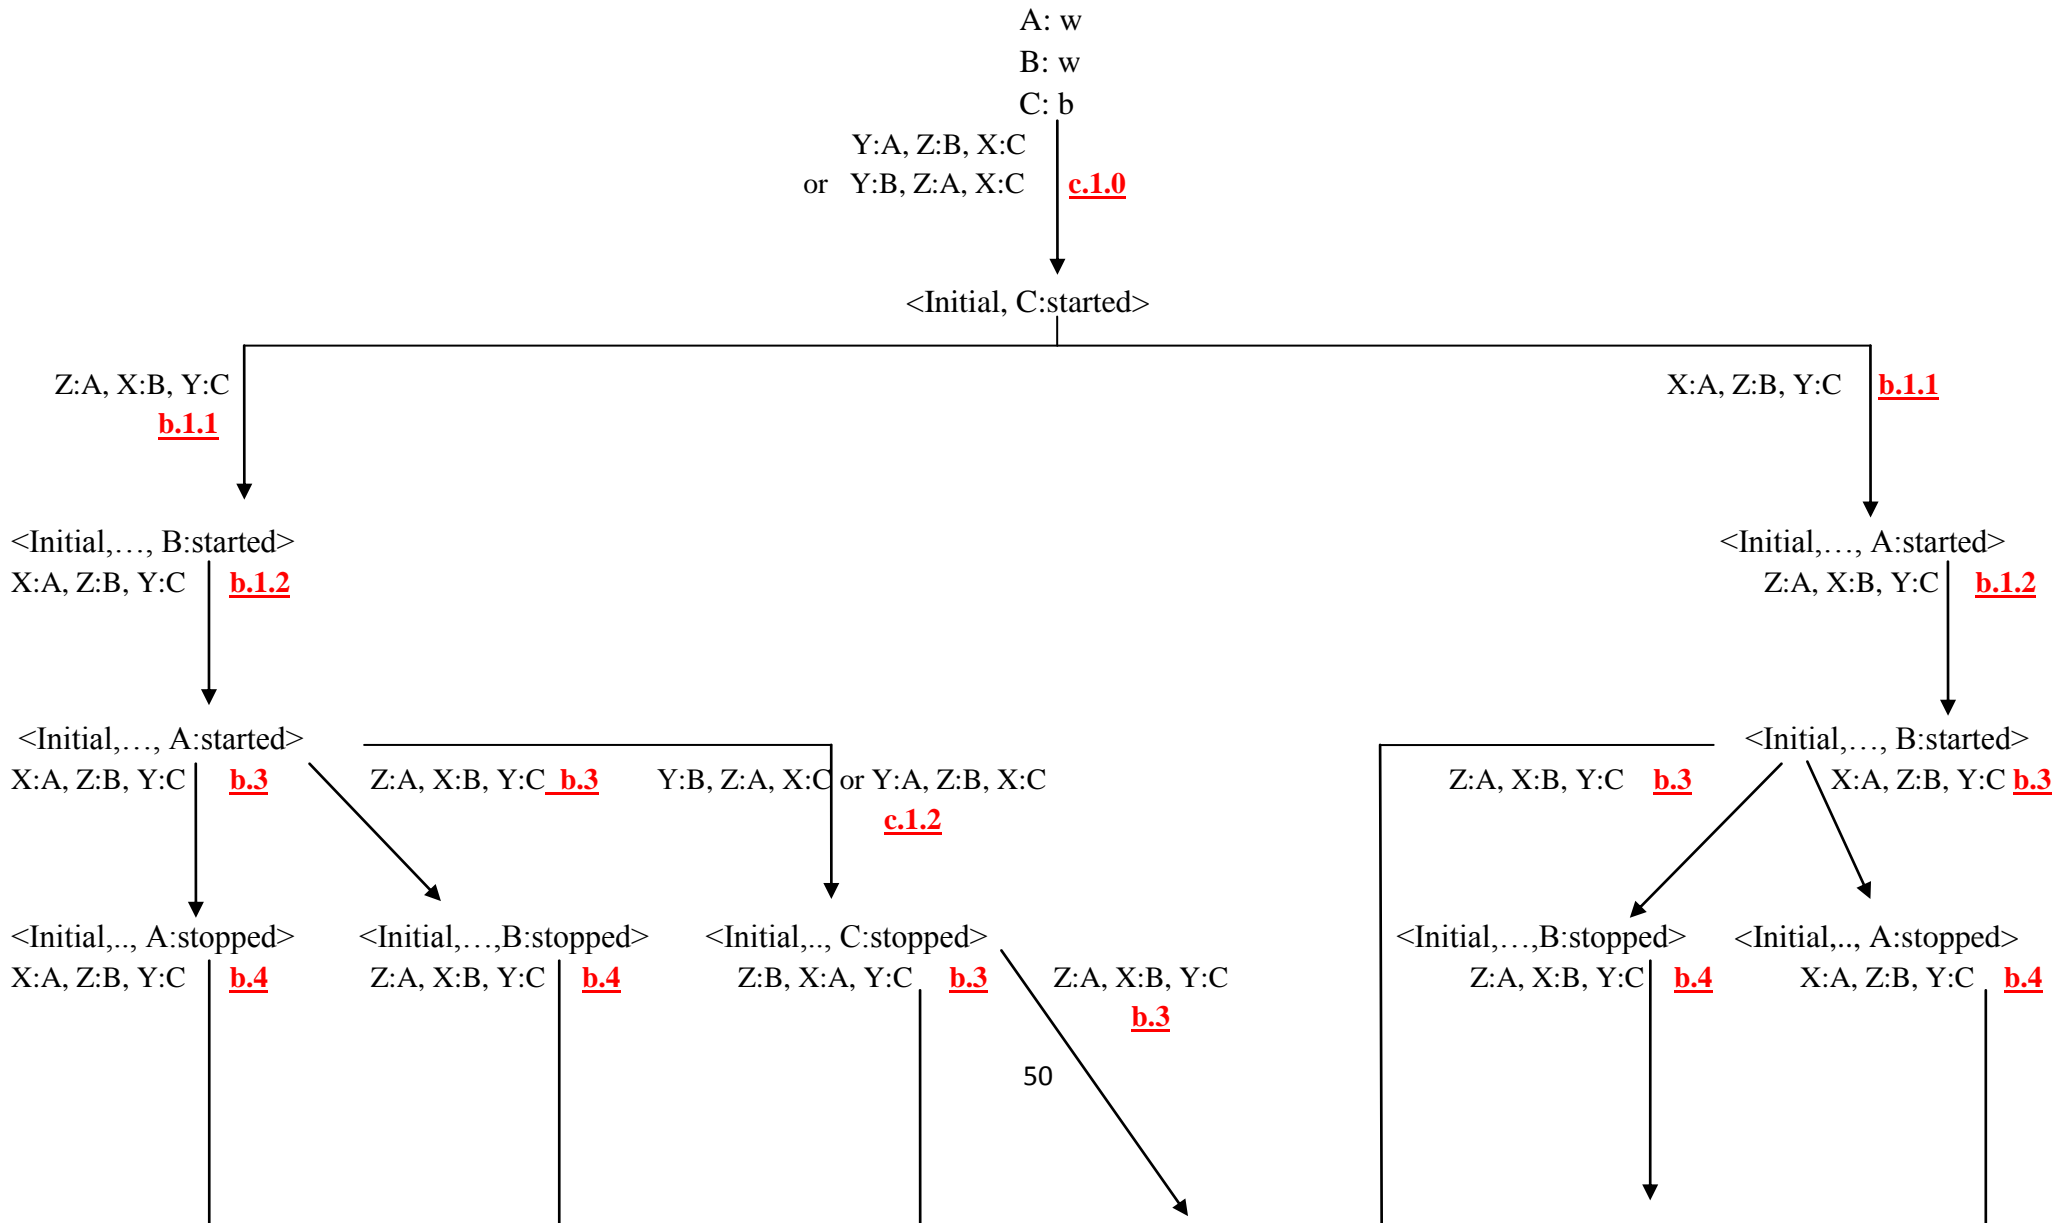 A: w
B: w
C: b
Y:A, Z:B, X:C
or Y:B, Z:A, X:C c.1.0
<Initial, C:started>
Z:A, X:B, Y:C
b.1.1
X:A, Z:B, Y:C b.1.1
<Initial,…, B:started>
X:A, Z:B, Y:C b.1.2
<Initial,…, A:started>
Z:A, X:B, Y:C b.1.2
<Initial,…, A:started>
<Initial,…, B:started>
X:A, Z:B, Y:C b.3
Z:A, X:B, Y:C b.3
Y:B, Z:A, X:C or Y:A, Z:B, X:C
c.1.2
Z:A, X:B, Y:C b.3
X:A, Z:B, Y:C b.3
<Initial,.., A:stopped>
X:A, Z:B, Y:C b.4
<Initial,…,B:stopped>
Z:A, X:B, Y:C b.4
<Initial,.., C:stopped>
Z:B, X:A, Y:C b.3
Z:A, X:B, Y:C
b.3
<Initial,…,B:stopped>
Z:A, X:B, Y:C b.4
<Initial,.., A:stopped>
X:A, Z:B, Y:C b.4
50